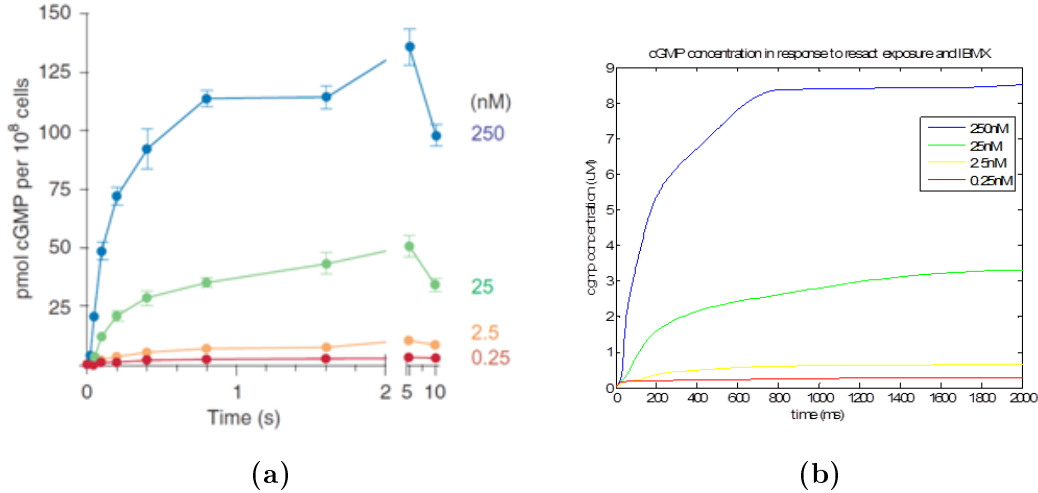 150
125
100
75
50
25
pmol cGMP per 10⁸ cells
(nM)
250
25
2.5
0.25
0 1 2 5 10
Time (s)
(a)
cGMP concentration in response to resact exposure and IBMX
9
8
7
6
5
4
3
2
1
0
cgmp concentration (uM)
250nM
25nM
2.5nM
0.25nM
0 200 400 600 800 1000 1200 1400 1600 1800 2000
time (ms)
(b)